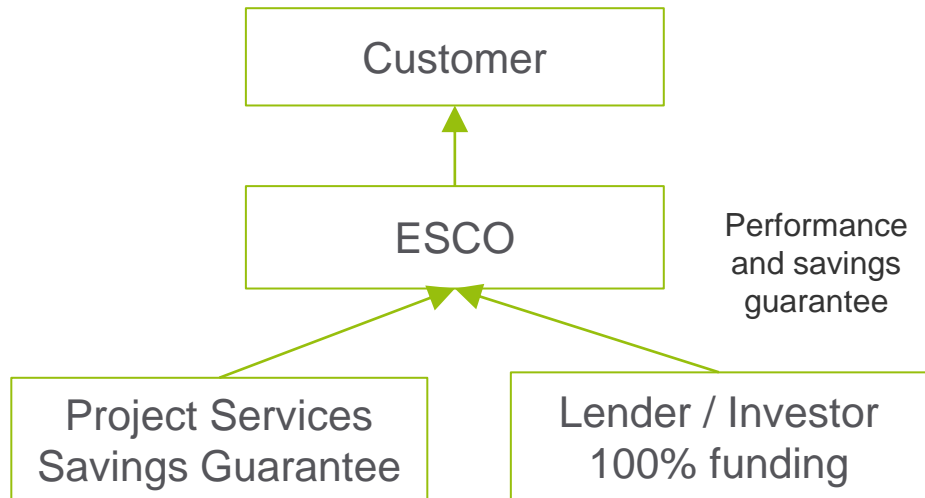 Customer
ESCO
Performance
and savings
guarantee
Project Services
Savings Guarantee
Lender / Investor
100% funding